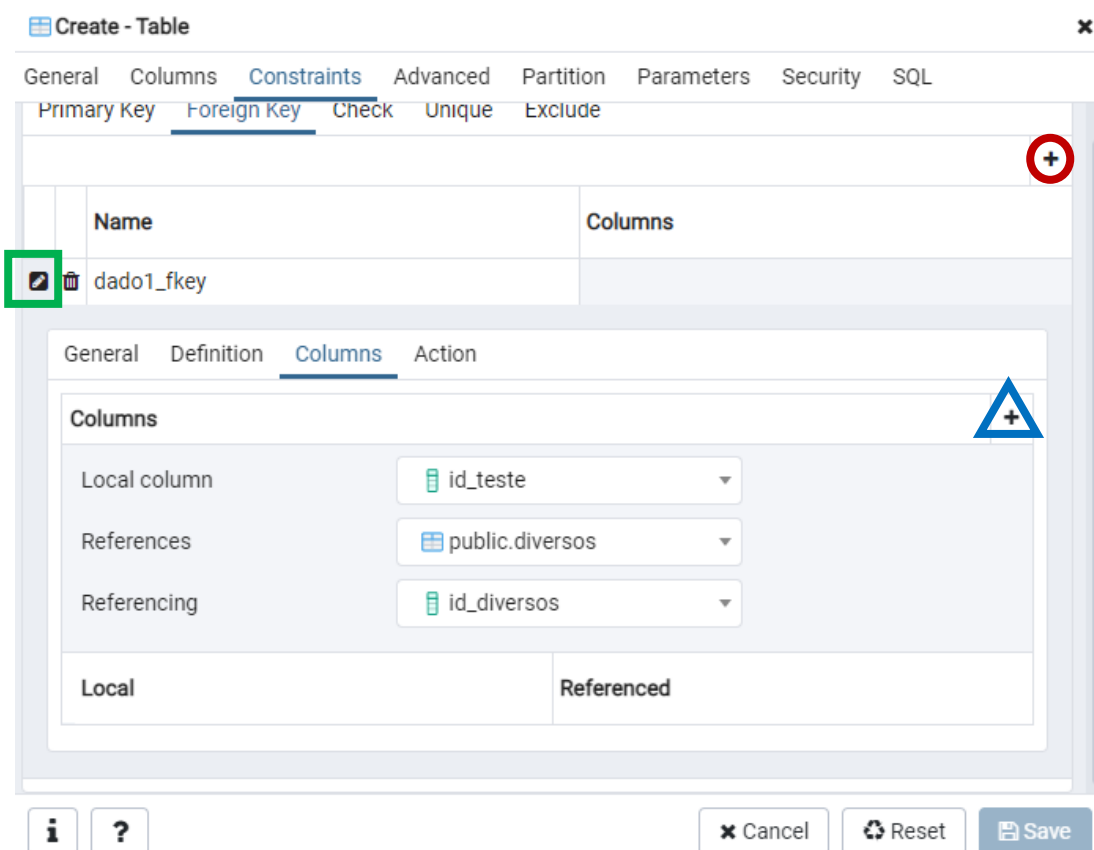 Create - Table
General Columns Constraints Advanced Partition Parameters Security SQL
Primary Key Foreign Key Check Unique Exclude
Name Columns
dado1_fkey
General Definition Columns Action
Columns
Local column id_teste
References public.diversos
Referencing id_diversos
Local Referenced
i ? Cancel Reset Save